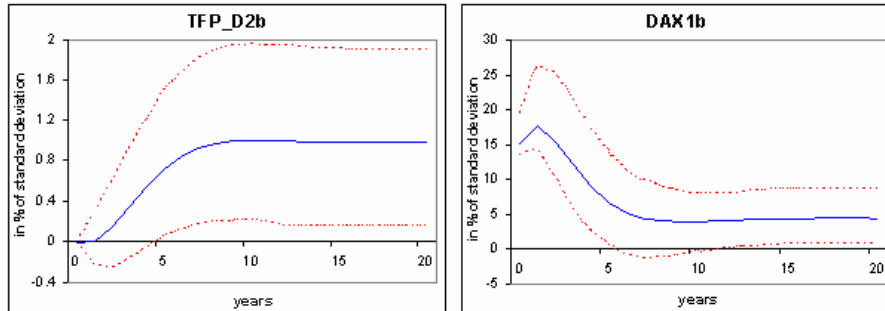 TFP_D2b
2
1.6
1.2
0.8
0.4
0
-0.4
in % of standard deviation
0 5 10 15 20
years
DAX1b
30
25
20
15
10
5
0
-5
in % of standard deviation
0 5 10 15 20
years